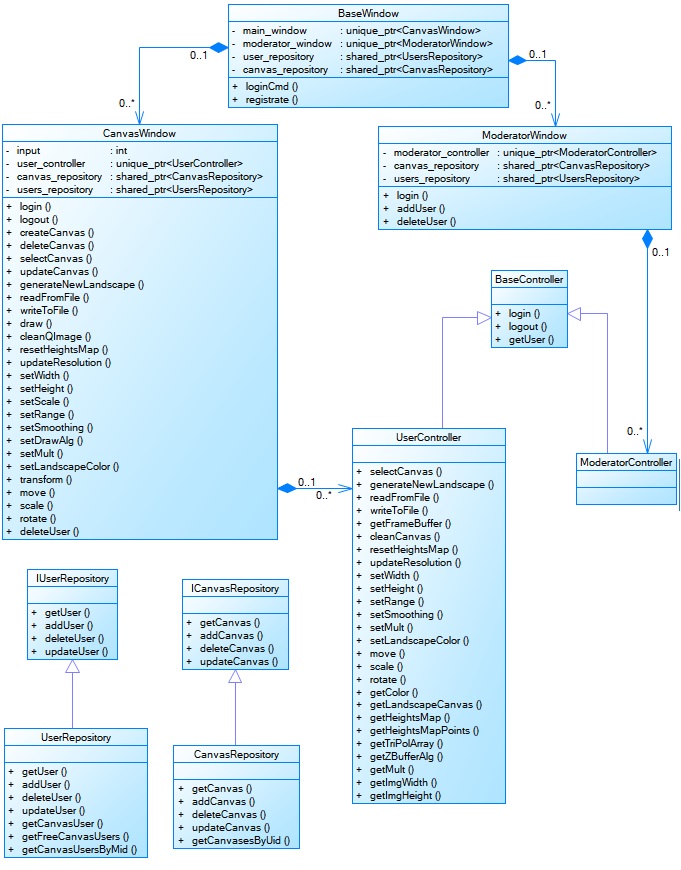 BaseWindow
- main_window : unique_ptr<CanvasWindow>
- moderator_window : unique_ptr<ModeratorWindow>
- user_repository : shared_ptr<UsersRepository>
- canvas_repository : shared_ptr<CanvasRepository>
+ loginCmd ()
+ registrate ()
0..1
0..1
0..*
0..*
CanvasWindow
- input : int
- user_controller : unique_ptr<UserController>
- canvas_repository : shared_ptr<CanvasRepository>
- users_repository : shared_ptr<UsersRepository>
+ login ()
+ logout ()
+ createCanvas ()
+ deleteCanvas ()
+ selectCanvas ()
+ updateCanvas ()
+ generateNewLandscape ()
+ readFromFile ()
+ writeToFile ()
+ draw ()
+ cleanQImage ()
+ resetHeightsMap ()
+ updateResolution ()
+ setWidth ()
+ setHeight ()
+ setScale ()
+ setRange ()
+ setSmoothing ()
+ setDrawAlg ()
+ setMult ()
+ setLandscapeColor ()
+ transform ()
+ move ()
+ scale ()
+ rotate ()
+ deleteUser ()
ModeratorWindow
- moderator_controller : unique_ptr<ModeratorController>
- canvas_repository : shared_ptr<CanvasRepository>
- users_repository : shared_ptr<UsersRepository>
+ login ()
+ addUser ()
+ deleteUser ()
0..1
0..*
BaseController
+ login ()
+ logout ()
+ getUser ()
ModeratorController
0..1
0..*
UserController
+ selectCanvas ()
+ generateNewLandscape ()
+ readFromFile ()
+ writeToFile ()
+ getFrameBuffer ()
+ cleanCanvas ()
+ resetHeightsMap ()
+ updateResolution ()
+ setWidth ()
+ setHeight ()
+ setRange ()
+ setSmoothing ()
+ setMult ()
+ setLandscapeColor ()
+ move ()
+ scale ()
+ rotate ()
+ getColor ()
+ getLandscapeCanvas ()
+ getHeightsMap ()
+ getHeightsMapPoints ()
+ getTriPolArray ()
+ getZBufferAlg ()
+ getMult ()
+ getImgWidth ()
+ getImgHeight ()
IUserRepository
+ getUser ()
+ addUser ()
+ deleteUser ()
+ updateUser ()
ICanvasRepository
+ getCanvas ()
+ addCanvas ()
+ deleteCanvas ()
+ updateCanvas ()
UserRepository
+ getUser ()
+ addUser ()
+ deleteUser ()
+ updateUser ()
+ getCanvasUser ()
+ getFreeCanvasUsers ()
+ getCanvasUsersByMid ()
CanvasRepository
+ getCanvas ()
+ addCanvas ()
+ deleteCanvas ()
+ updateCanvas ()
+ getCanvasesByUid ()